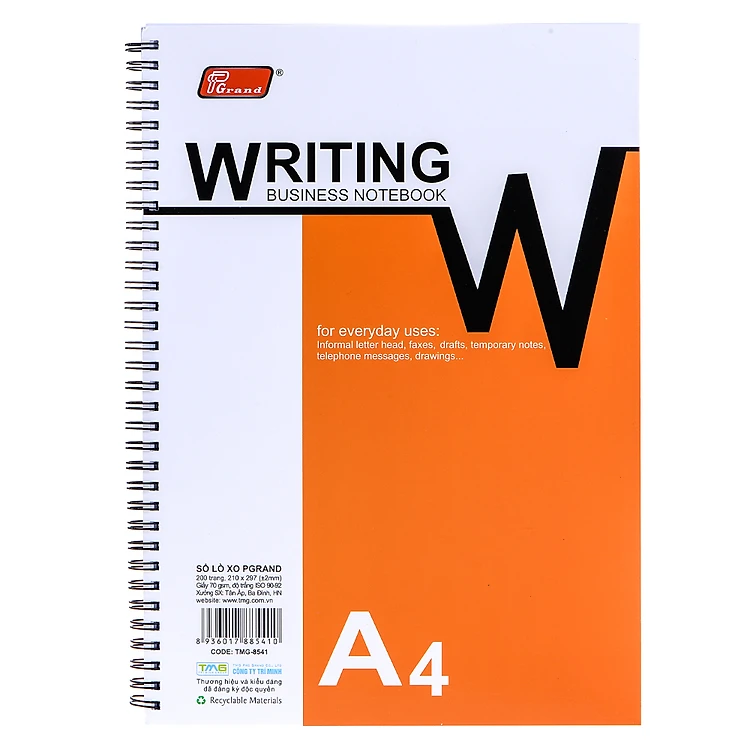 PGrand ®
WRITING
BUSINESS NOTEBOOK
W
for everyday uses:
Informal letter head, faxes, drafts, temporary notes,
telephone messages, drawings...
SỔ LÒ XO PGRAND
200 trang, 210 x 297 (±2mm)
Giấy 70 gsm, độ trắng ISO 90-92
Xưởng SX: Tân Ấp, Ba Đình, HN
website: www.tmg.com.vn
8 936017 885410
CODE: TMG-8541
TMG
CÔNG TY TRÍ MINH
Thương hiệu và kiểu dáng
đã đăng ký độc quyền
Recyclable Materials
A4